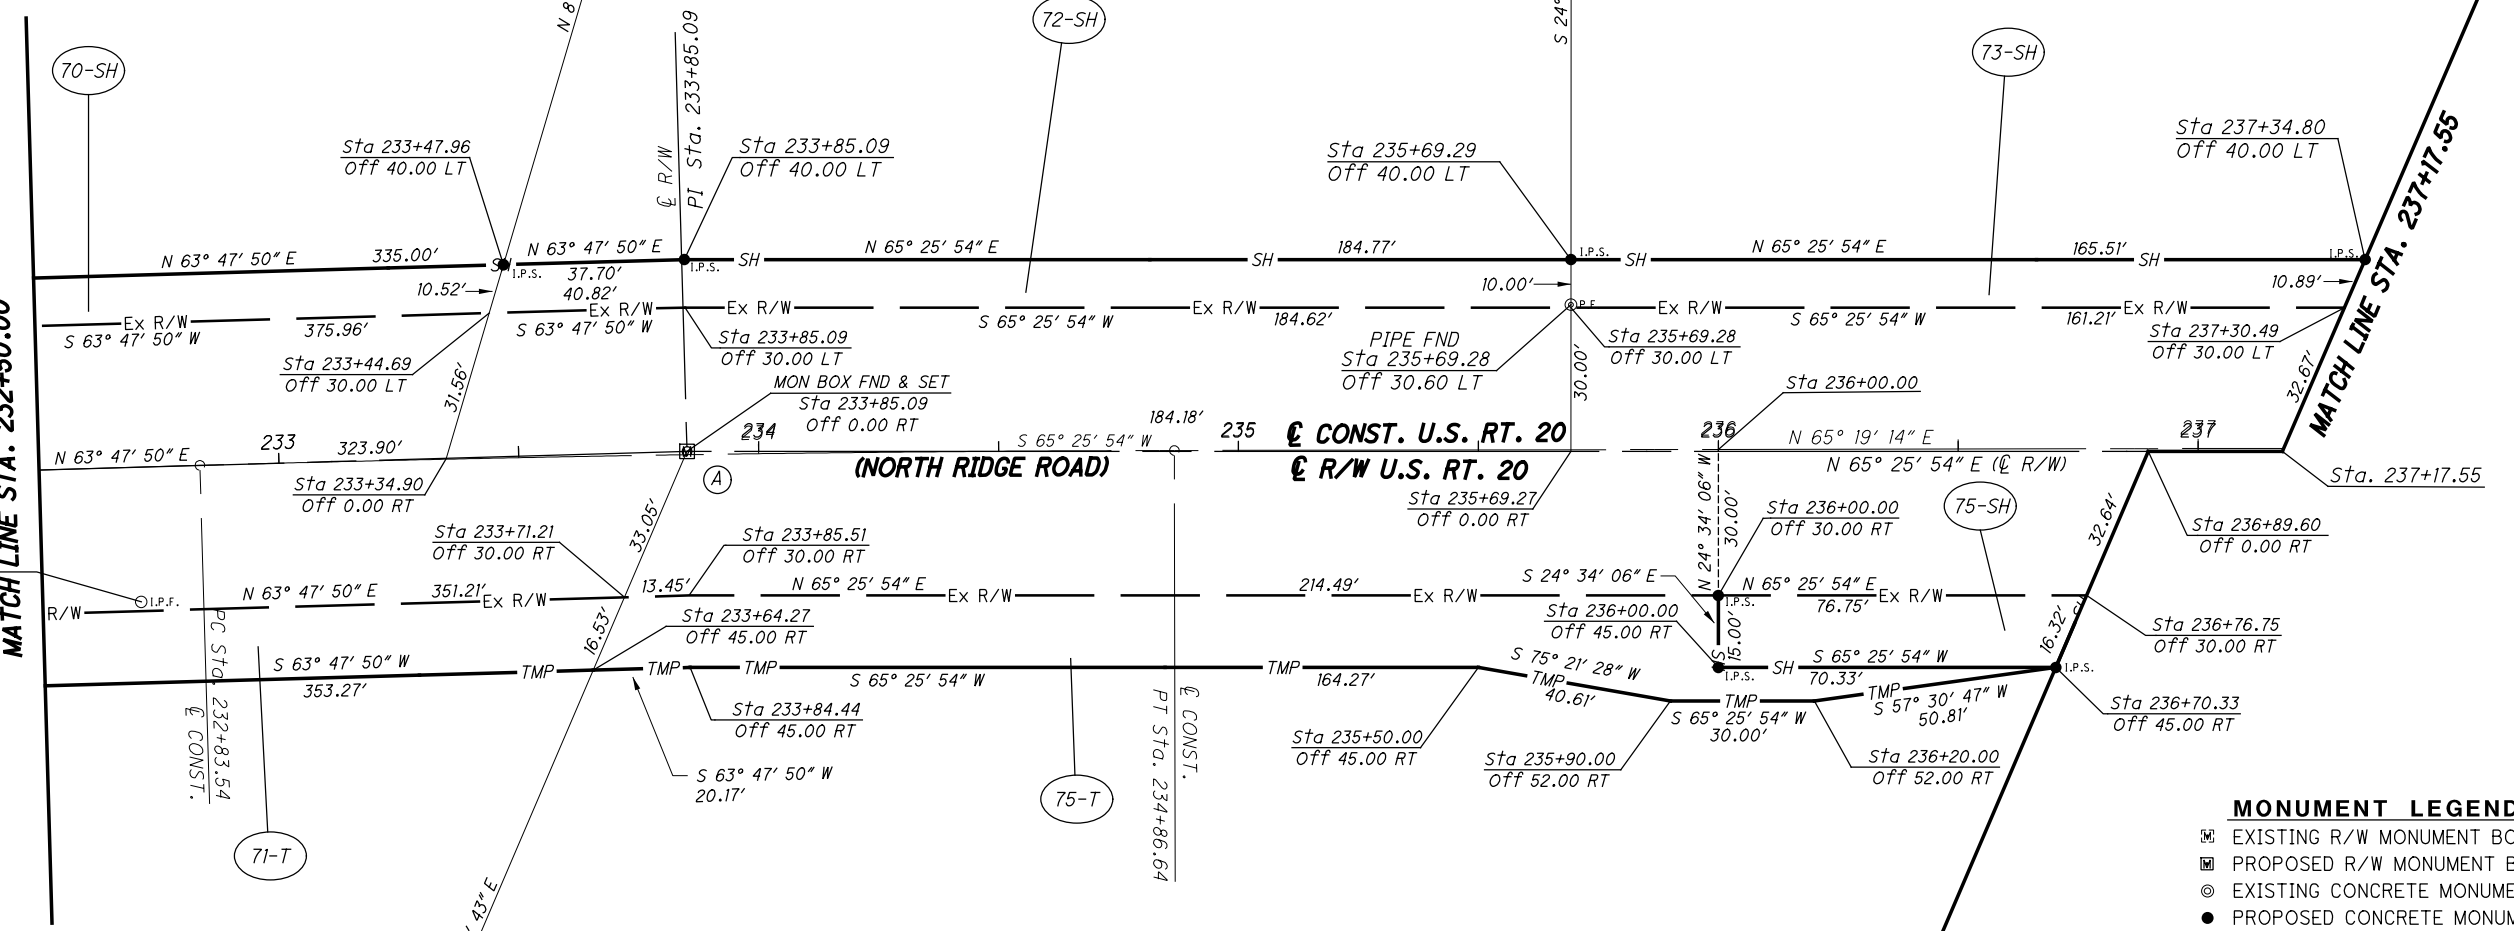 70-SH
N 8
PI Sta. 233+85.09
℄ R/W
72-SH
S 24°
73-SH
MATCH LINE STA. 237+17.55
Sta 233+47.96
Off 40.00 LT
Sta 233+85.09
Off 40.00 LT
Sta 235+69.29
Off 40.00 LT
Sta 237+34.80
Off 40.00 LT
N 63° 47' 50" E
335.00'
I.P.S.
N 63° 47' 50" E
37.70'
I.P.S.
SH
N 65° 25' 54" E
SH
184.77'
I.P.S.
SH
N 65° 25' 54" E
165.51'
SH
I.P.S.
10.52'
40.82'
10.00'
10.89'
Ex R/W
S 63° 47' 50" W
375.96'
Ex R/W
S 63° 47' 50" W
Ex R/W
S 65° 25' 54" W
Ex R/W
184.62'
P.F.
Ex R/W
S 65° 25' 54" W
161.21'
Ex R/W
Sta 233+44.69
Off 30.00 LT
Sta 233+85.09
Off 30.00 LT
PIPE FND
Sta 235+69.28
Off 30.60 LT
Sta 235+69.28
Off 30.00 LT
Sta 237+30.49
Off 30.00 LT
31.56'
MON BOX FND & SET
Sta 233+85.09
Off 0.00 RT
30.00'
Sta 236+00.00
32.67'
MATCH LINE STA. 232+50.00
N 63° 47' 50" E
233
323.90'
234
S 65° 25' 54" W
184.18'
235
℄ CONST. U.S. RT. 20
236
N 65° 19' 14" E
237
A
(NORTH RIDGE ROAD)
℄ R/W U.S. RT. 20
N 65° 25' 54" E (℄ R/W)
Sta. 237+17.55
Sta 233+34.90
Off 0.00 RT
Sta 235+69.27
Off 0.00 RT
N 24° 34' 06" W
30.00'
Sta 236+00.00
Off 30.00 RT
75-SH
32.64'
Sta 236+89.60
Off 0.00 RT
33.05'
Sta 233+71.21
Off 30.00 RT
Sta 233+85.51
Off 30.00 RT
I.P.F.
R/W
N 63° 47' 50" E
351.21'
Ex R/W
13.45'
N 65° 25' 54" E
Ex R/W
214.49'
Ex R/W
S 24° 34' 06" E
I.P.S.
N 65° 25' 54" E
76.75'
Ex R/W
16.53'
Sta 233+64.27
Off 45.00 RT
Sta 236+00.00
Off 45.00 RT
15.00'
16.32'
Sta 236+76.75
Off 30.00 RT
S 63° 47' 50" W
353.27'
TMP
TMP
TMP
S 65° 25' 54" W
TMP
164.27'
S 75° 21' 28" W
TMP
40.61'
I.P.S.
SH
S 65° 25' 54" W
70.33'
I.P.S.
TMP
S 65° 25' 54" W
30.00'
TMP
S 57° 30' 47" W
50.81'
PC Sta. 232+83.54
℄ CONST.
Sta 233+84.44
Off 45.00 RT
℄ CONST.
PT Sta. 234+86.64
Sta 235+50.00
Off 45.00 RT
Sta 235+90.00
Off 52.00 RT
Sta 236+20.00
Off 52.00 RT
Sta 236+70.33
Off 45.00 RT
S 63° 47' 50" W
20.17'
75-T
71-T
43" E
MONUMENT LEGEND
EXISTING R/W MONUMENT BO
PROPOSED R/W MONUMENT B
EXISTING CONCRETE MONUME
PROPOSED CONCRETE MONUM